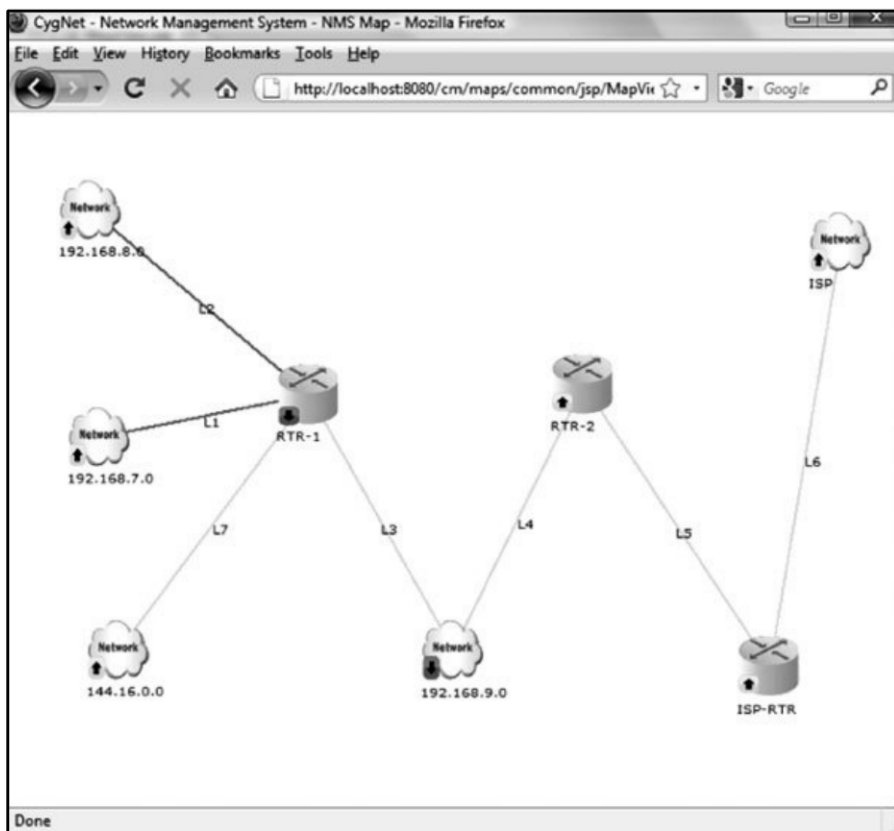 CygNet - Network Management System - NMS Map - Mozilla Firefox
File Edit View History Bookmarks Tools Help
http://localhost:8080/cm/maps/common/jsp/MapVie
Google
Network
192.168.8.0
Network
ISP
L2
RTR-1
RTR-2
Network
192.168.7.0
L1
L6
L7
L3
L4
L5
Network
144.16.0.0
Network
192.168.9.0
ISP-RTR
Done